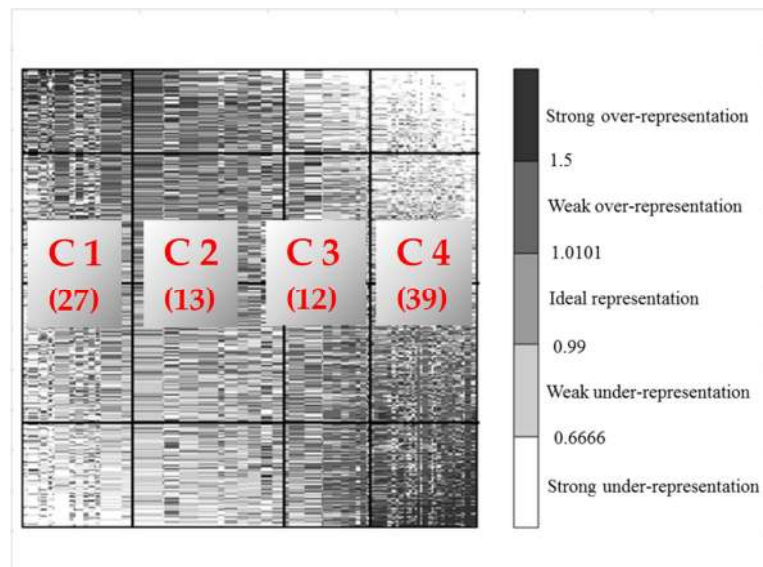 C 1
(27)
C 2
(13)
C 3
(12)
C 4
(39)
Strong over-representation
1.5
Weak over-representation
1.0101
Ideal representation
0.99
Weak under-representation
0.6666
Strong under-representation